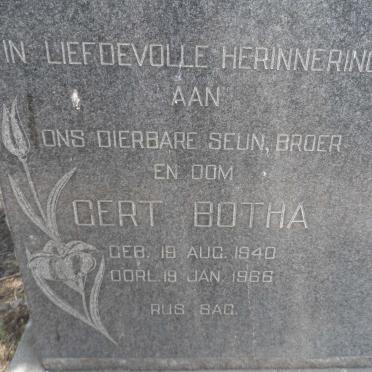 IN LIEFDEVOLLE HERINNERING
AAN
ONS DIERBARE SEUN, BROER
EN OOM
GERT BOTHA
GEB. 18 AUG. 1940
OORL. 19 JAN. 1966
RUS SAG.